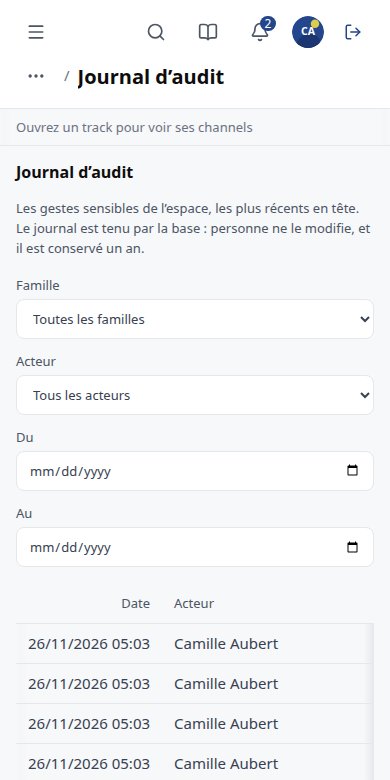 2
CA
... / Journal d’audit
Ouvrez un track pour voir ses channels
Journal d’audit
Les gestes sensibles de l’espace, les plus récents en tête.
Le journal est tenu par la base : personne ne le modifie, et
il est conservé un an.
Famille
Toutes les familles
Acteur
Tous les acteurs
Du
mm/dd/yyyy
Au
mm/dd/yyyy
Date Acteur
26/11/2026 05:03 Camille Aubert
26/11/2026 05:03 Camille Aubert
26/11/2026 05:03 Camille Aubert
26/11/2026 05:03 Camille Aubert